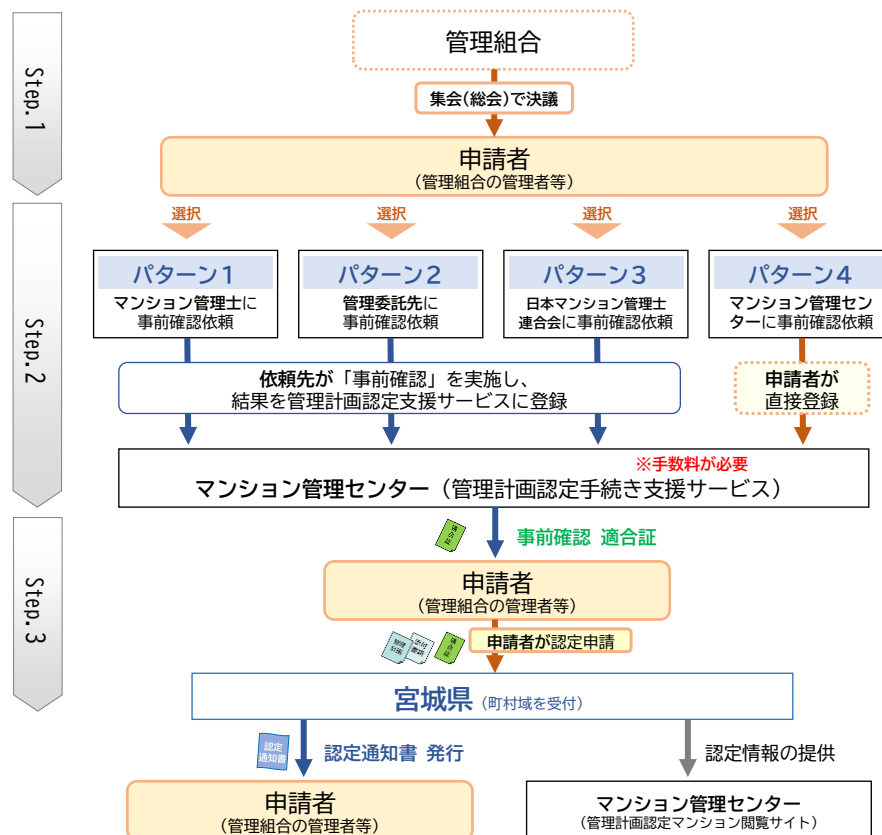 Step.1
管理組合
集会(総会)で決議
申請者
(管理組合の管理者等)
Step.2
選択
選択
選択
選択
パターン1
マンション管理士に
事前確認依頼
パターン2
管理委託先に
事前確認依頼
パターン3
日本マンション管理士
連合会に事前確認依頼
パターン4
マンション管理セン
ターに事前確認依頼
依頼先が「事前確認」を実施し、
結果を管理計画認定支援サービスに登録
申請者が
直接登録
※手数料が必要
マンション管理センター(管理計画認定手続き支援サービス)
Step.3
適合証
事前確認 適合証
申請者
(管理組合の管理者等)
添付
書類
適合証
申請者が認定申請
宮城県(町村域を受付)
認定
通知書
認定通知書 発行
認定情報の提供
申請者
(管理組合の管理者等)
マンション管理センター
(管理計画認定マンション閲覧サイト)